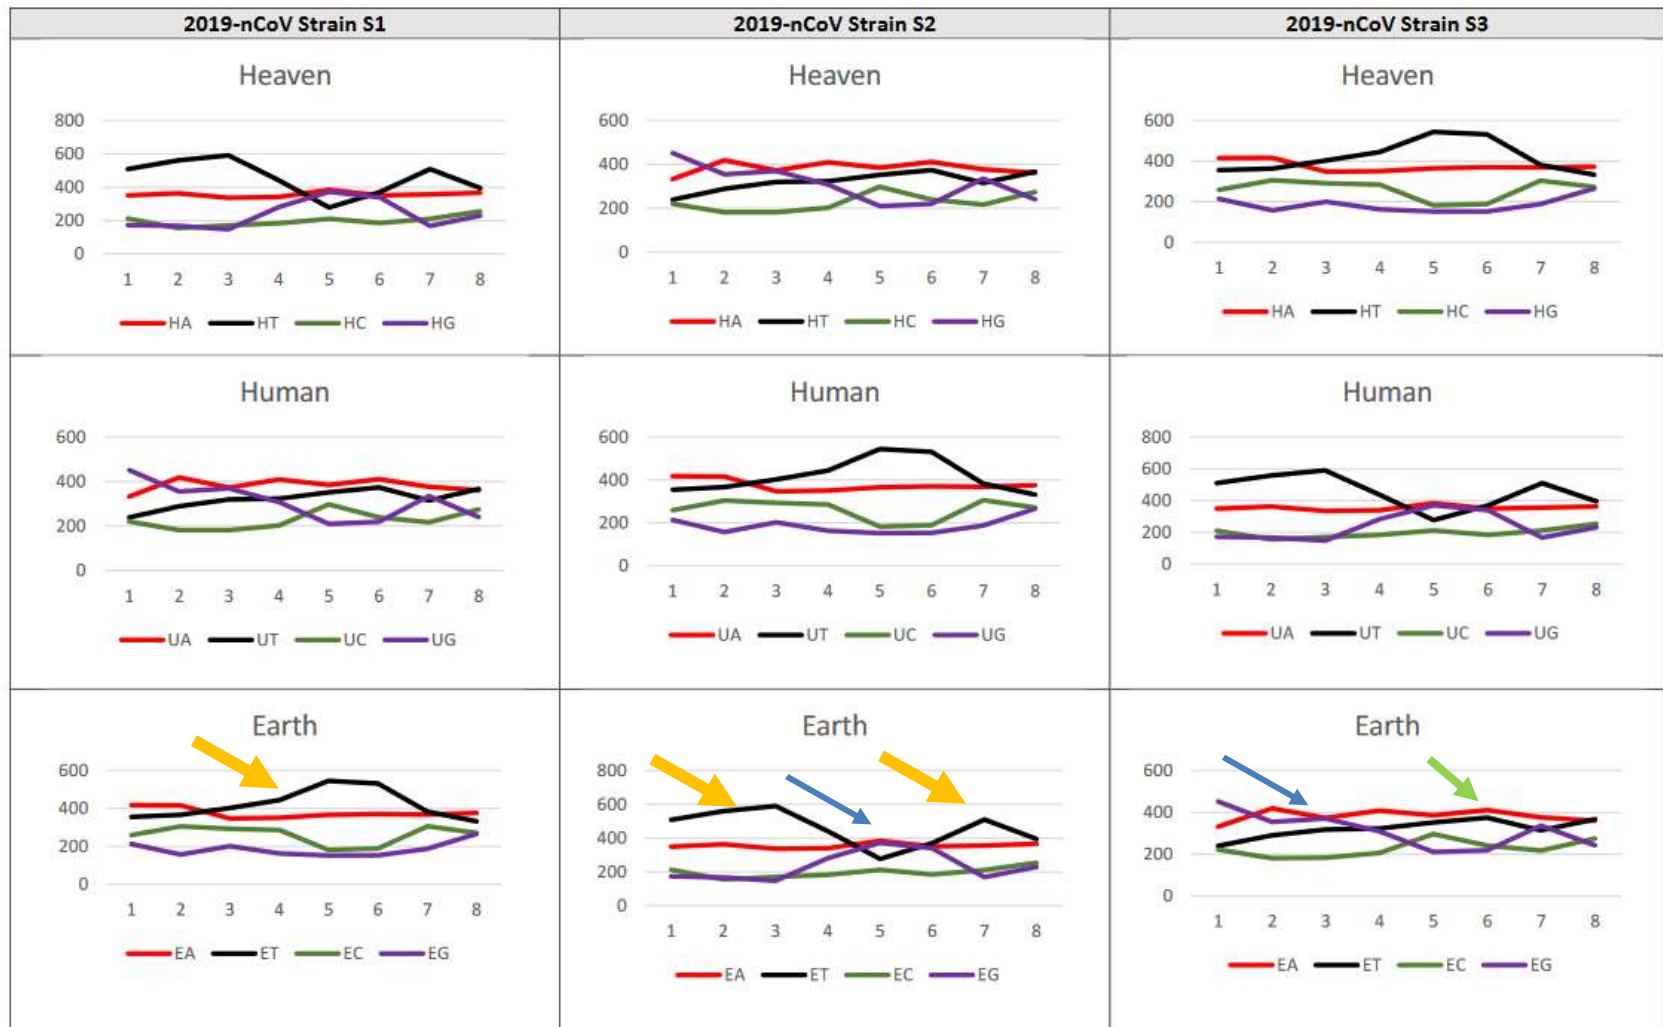 2019-nCoV Strain S1 2019-nCoV Strain S2 2019-nCoV Strain S3
Heaven
800
600
400
200
0
1 2 3 4 5 6 7 8
HA HT HC HG
Heaven
600
400
200
0
1 2 3 4 5 6 7 8
HA HT HC HG
Heaven
600
400
200
0
1 2 3 4 5 6 7 8
HA HT HC HG
Human
600
400
200
0
1 2 3 4 5 6 7 8
UA UT UC UG
Human
600
400
200
0
1 2 3 4 5 6 7 8
UA UT UC UG
Human
800
600
400
200
0
1 2 3 4 5 6 7 8
UA UT UC UG
Earth
600
400
200
0
1 2 3 4 5 6 7 8
EA ET EC EG
Earth
800
600
400
200
0
1 2 3 4 5 6 7 8
EA ET EC EG
Earth
600
400
200
0
1 2 3 4 5 6 7 8
EA ET EC EG